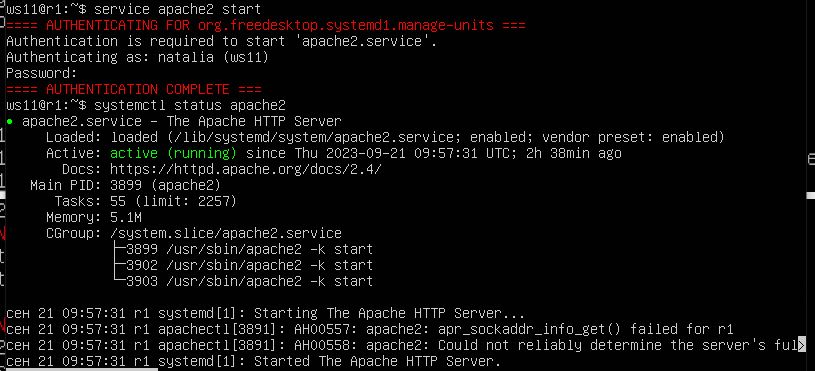 ws11@r1:~$ service apache2 start
==== AUTHENTICATING FOR org.freedesktop.systemd1.manage-units ===
Authentication is required to start 'apache2.service'.
Authenticating as: natalia (ws11)
Password:
==== AUTHENTICATION COMPLETE ===
ws11@r1:~$ systemctl status apache2
● apache2.service – The Apache HTTP Server
Loaded: loaded (/lib/systemd/system/apache2.service; enabled; vendor preset: enabled)
Active: active (running) since Thu 2023-09-21 09:57:31 UTC; 2h 38min ago
Docs: https://httpd.apache.org/docs/2.4/
Main PID: 3899 (apache2)
Tasks: 55 (limit: 2257)
Memory: 5.1M
CGroup: /system.slice/apache2.service
├─3899 /usr/sbin/apache2 -k start
├─3902 /usr/sbin/apache2 -k start
└─3903 /usr/sbin/apache2 -k start
сен 21 09:57:31 r1 systemd[1]: Starting The Apache HTTP Server...
сен 21 09:57:31 r1 apachectl[3891]: AH00557: apache2: apr_sockaddr_info_get() failed for r1
сен 21 09:57:31 r1 apachectl[3891]: AH00558: apache2: Could not reliably determine the server's ful>
сен 21 09:57:31 r1 systemd[1]: Started The Apache HTTP Server.